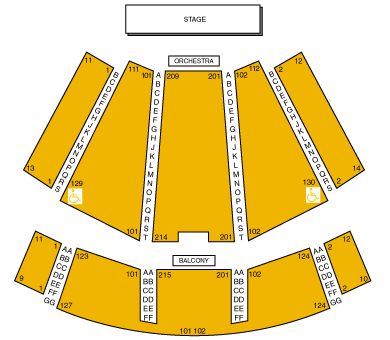 STAGE
ORCHESTRA
11 1 111 101 209 201 102 112 2 12
B
C
D
E
F
G
H
J
K
L
M
N
O
P
Q
R
S
A
B
C
D
E
F
G
H
J
K
L
M
N
O
P
Q
R
S
T
A
B
C
D
E
F
G
H
J
K
L
M
N
O
P
Q
R
S
T
B
C
D
E
F
G
H
J
K
L
M
N
O
P
Q
R
S
13 1 129 130 2 14
101 214 201 102
BALCONY
11 1 123 101 215 201 102 124 2 12
AA
BB
CC
DD
EE
FF
GG
AA
BB
CC
DD
EE
FF
AA
BB
CC
DD
EE
FF
AA
BB
CC
DD
EE
FF
GG
9 1 127 124 2 10
101 102